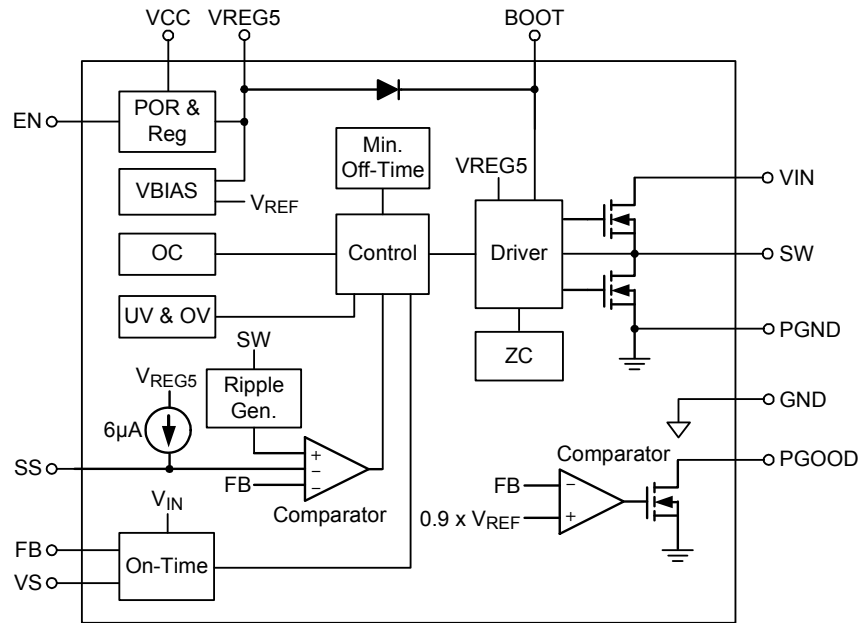 VCC
VREG5
BOOT
EN
POR &
Reg
Min.
Off-Time
VREG5
VIN
VBIAS
VREF
OC
Control
Driver
SW
UV & OV
PGND
SW
ZC
VREG5
Ripple
Gen.
GND
6µA
+
Comparator
PGOOD
SS
−
FB
−
FB
−
Comparator
0.9 x VREF
+
VIN
FB
On-Time
VS